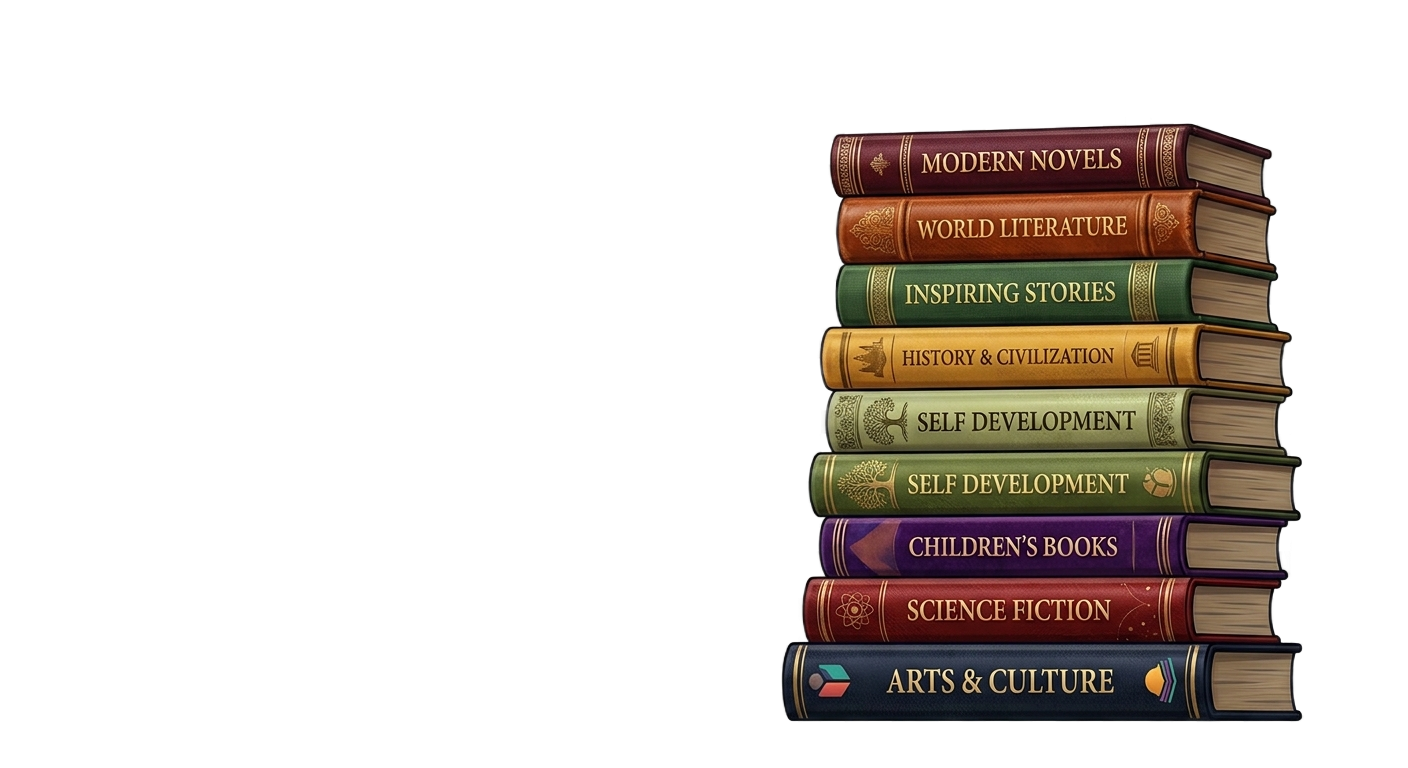 MODERN NOVELS
WORLD LITERATURE
INSPIRING STORIES
HISTORY & CIVILIZATION
SELF DEVELOPMENT
SELF DEVELOPMENT
CHILDREN'S BOOKS
SCIENCE FICTION
ARTS & CULTURE